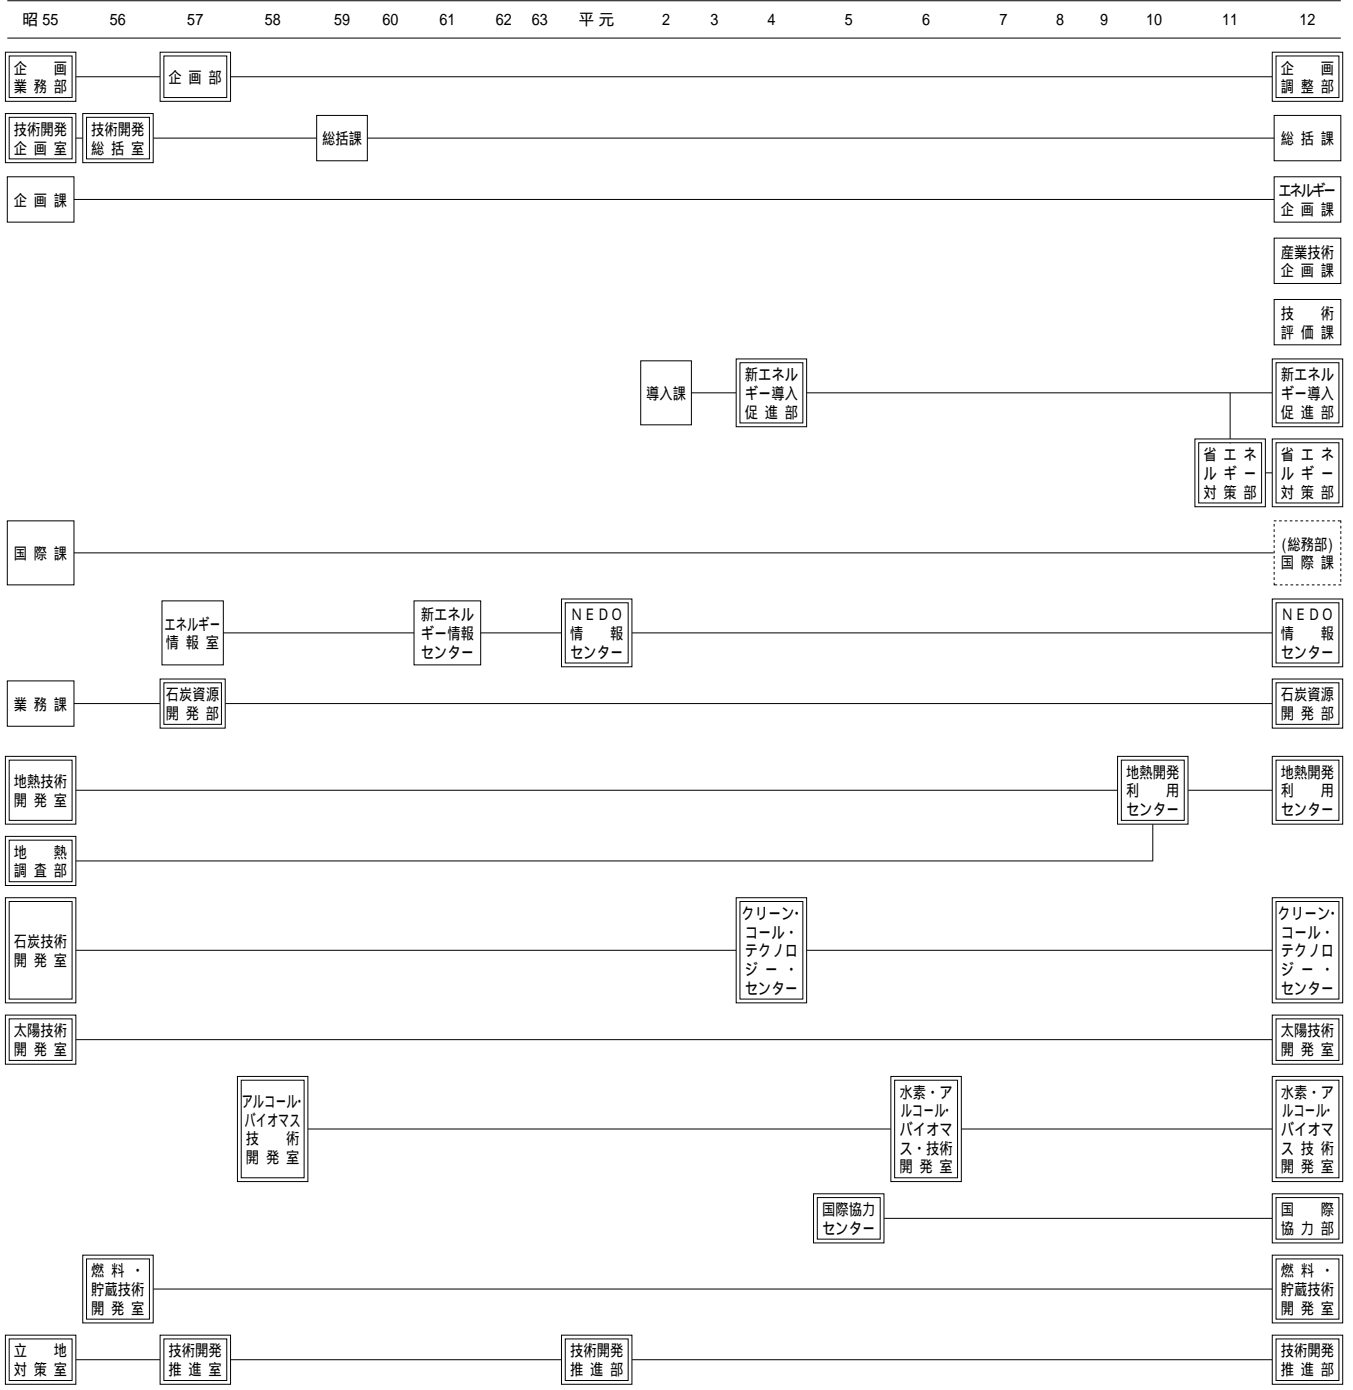 昭 55 56 57 58 59 60 61 62 63 平 元 2 3 4 5 6 7 8 9 10 11 12
企 画
業 務 部
企 画 部
企 画
調 整 部
技術開発
企 画 室
技術開発
総 括 室
総括課
総 括 課
企 画 課
エネルギー
企 画 課
産業技術
企 画 課
技 術
評 価 課
導入課
新エネル
ギー導入
促 進 部
新エネル
ギー導入
促 進 部
省 エ ネ
ル ギ ー
対 策 部
省 エ ネ
ル ギ ー
対 策 部
国 際 課
(総務部)
国 際 課
エネルギー
情 報 室
新エネル
ギー情報
センター
ＮＥＤＯ
情 報
センター
ＮＥＤＯ
情 報
センター
業 務 課
石炭資源
開 発 部
石炭資源
開 発 部
地熱技術
開 発 室
地熱開発
利 用
センター
地熱開発
利 用
センター
地 熱
調 査 部
石炭技術
開 発 室
クリーン・
コール・
テクノロ
ジ ー ・
センター
クリーン・
コール・
テクノロ
ジ ー ・
センター
太陽技術
開 発 室
太陽技術
開 発 室
アルコール・
バイオマス
技 術
開 発 室
水素・ア
ルコール・
バイオマ
ス・技術
開 発 室
水素・ア
ルコール・
バイオマ
ス 技 術
開 発 室
国際協力
センター
国 際
協 力 部
燃 料 ・
貯蔵技術
開 発 室
燃 料 ・
貯蔵技術
開 発 室
立 地
対 策 室
技術開発
推 進 室
技術開発
推 進 部
技術開発
推 進 部